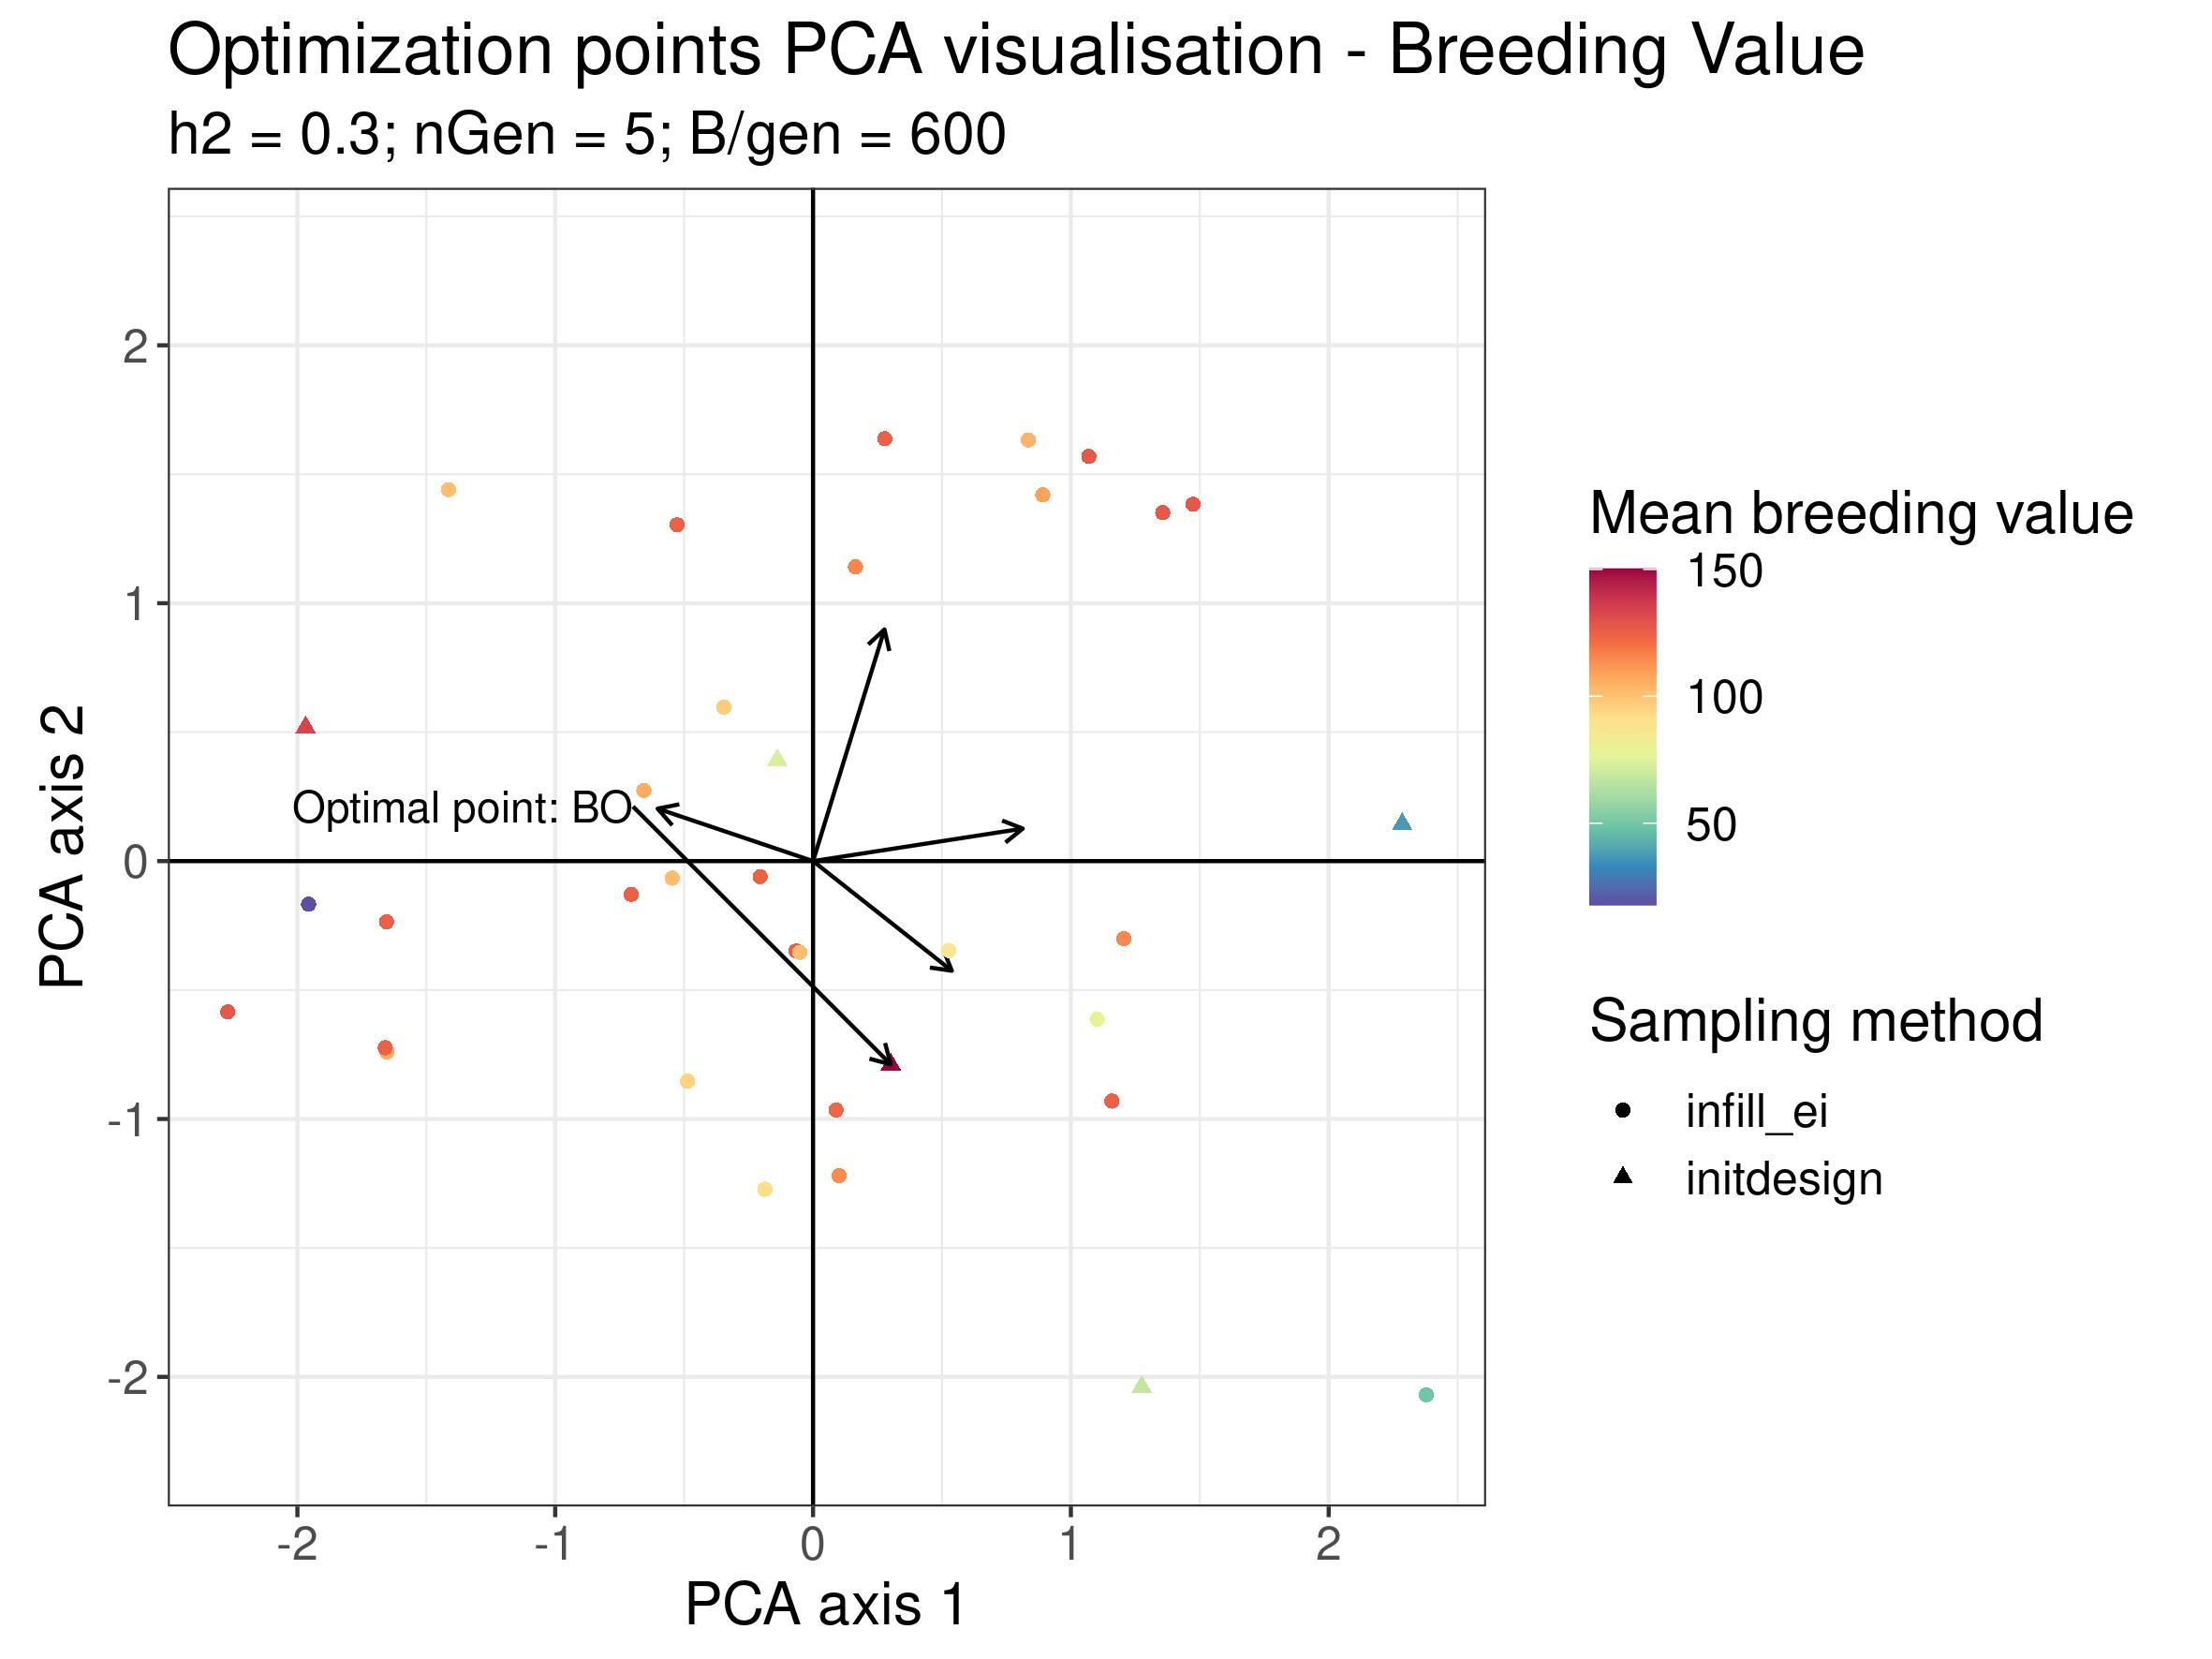 Optimization points PCA visualisation - Breeding Value
h2 = 0.3; nGen = 5; B/gen = 600
2
1
0
-1
-2
PCA axis 2
Optimal point: BO
-2
-1
0
1
2
PCA axis 1
Mean breeding value
150
100
50
Sampling method
infill_ei
initdesign